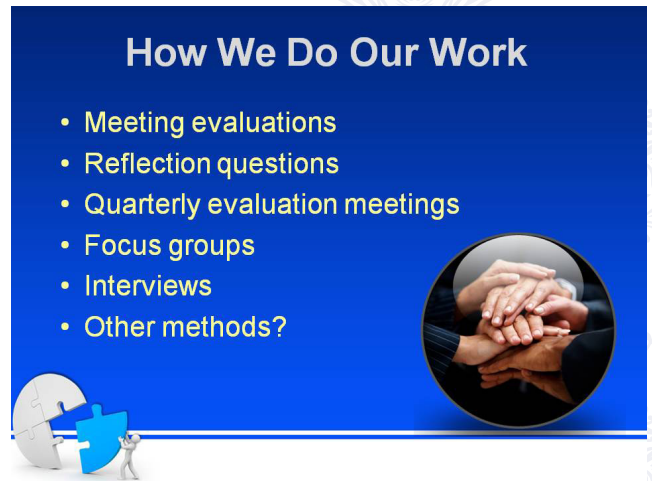 How We Do Our Work
• Meeting evaluations
• Reflection questions
• Quarterly evaluation meetings
• Focus groups
• Interviews
• Other methods?